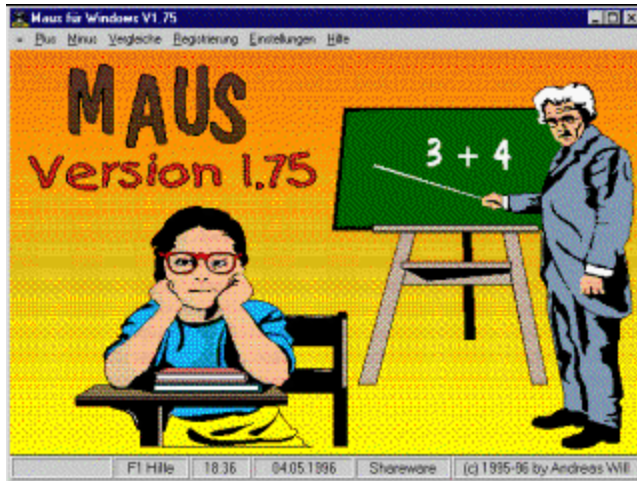 Maus für Windows V1.75
Plus Minus Vergleiche Registrierung Einstellungen Hilfe
MAUS
Version 1.75
3 + 4
F1 Hilfe 18:36 04.05.1996 Shareware (c) 1995-96 by Andreas Will